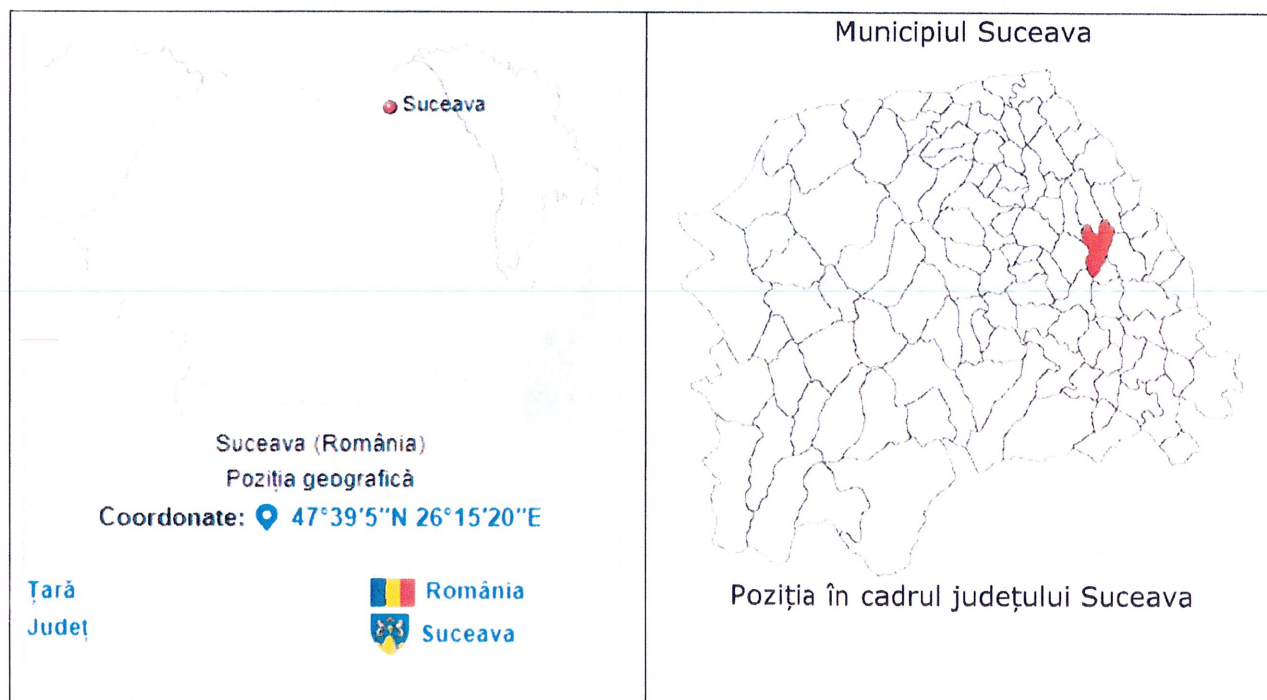 Suceava
Suceava (România)
Poziția geografică
Coordonate: 47°39′5″N 26°15′20″E
Țară România
Județ Suceava
Municipiul Suceava
Poziția în cadrul județului Suceava